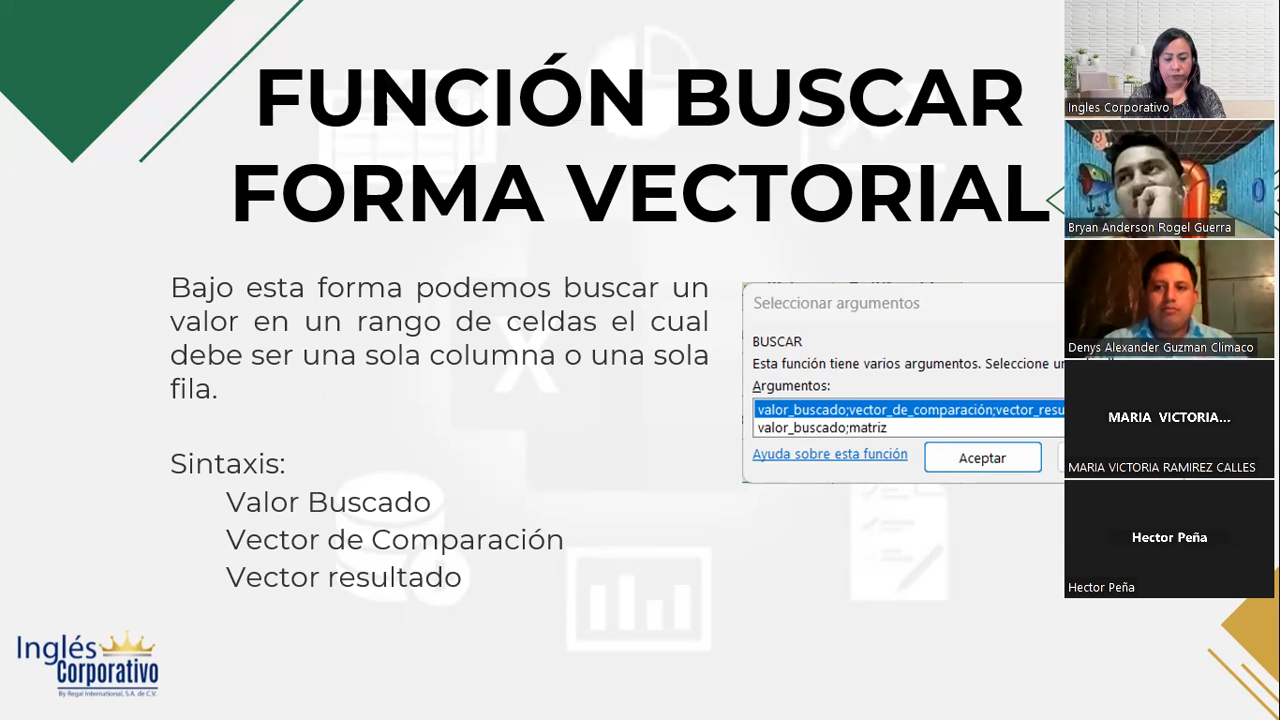 FUNCIÓN BUSCAR
FORMA VECTORIAL
Bajo esta forma podemos buscar un
valor en un rango de celdas el cual
debe ser una sola columna o una sola
fila.
Sintaxis:
Valor Buscado
Vector de Comparación
Vector resultado
Seleccionar argumentos
BUSCAR
Esta función tiene varios argumentos. Seleccione
Argumentos:
valor_buscado;vector_de_comparación;vector_resu
valor_buscado;matriz
Ayuda sobre esta función
Aceptar
Inglés
Corporativo
By Regal International, S.A. de C.V.
Ingles Corporativo
Bryan Anderson Rogel Guerra
Denys Alexander Guzman Climaco
MARIA VICTORIA...
MARIA VICTORIA RAMIREZ CALLES
Hector Peña
Hector Peña